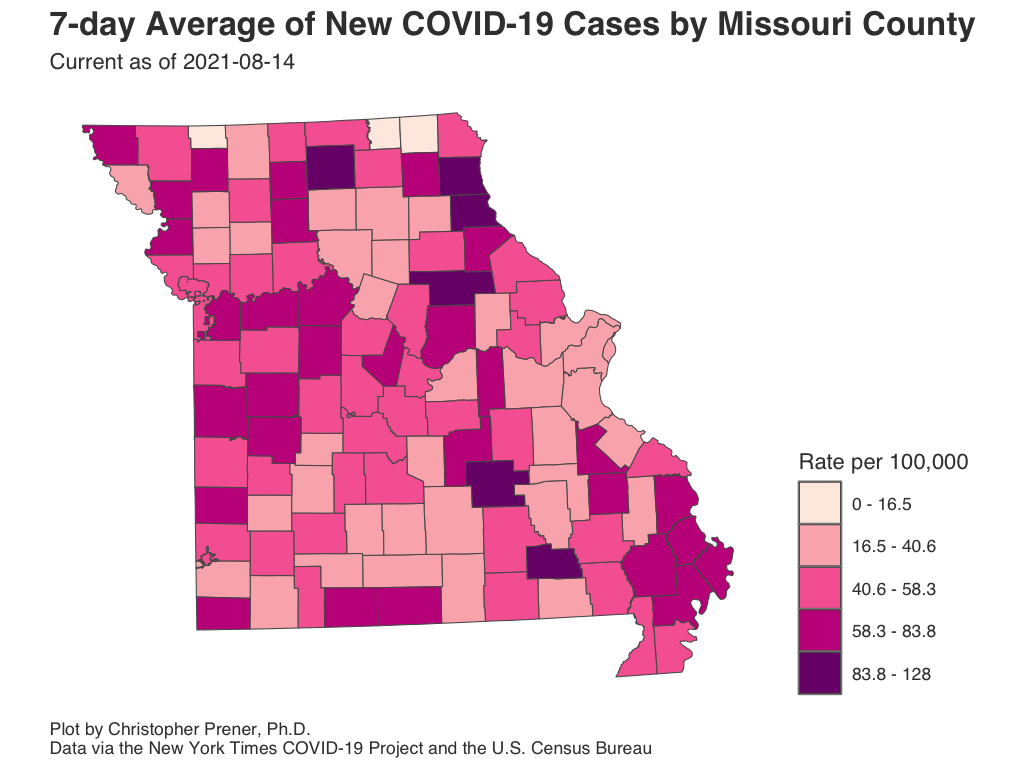 7-day Average of New COVID-19 Cases by Missouri County
Current as of 2021-08-14
Rate per 100,000
0 - 16.5
16.5 - 40.6
40.6 - 58.3
58.3 - 83.8
83.8 - 128
Plot by Christopher Prener, Ph.D.
Data via the New York Times COVID-19 Project and the U.S. Census Bureau